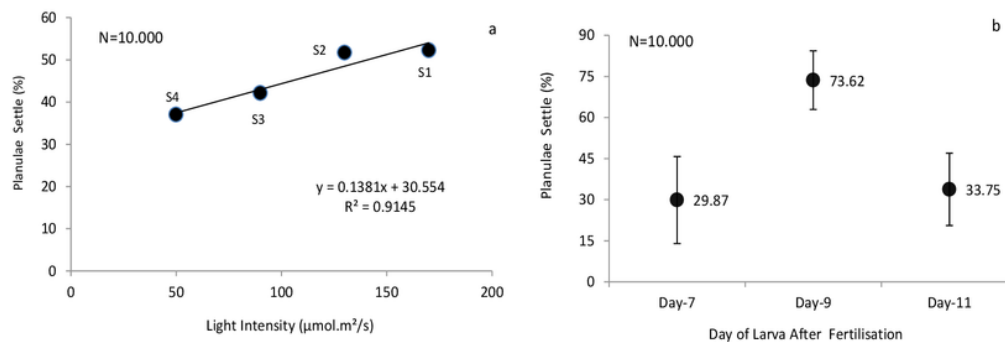 60
50
40
30
20
10
0
Planulae Settle (%)
N=10.000
a
S4
S3
S2
S1
y = 0.1381x + 30.554
R² = 0.9145
0
50
100
150
200
Light Intensity (µmol.m²/s)
90
75
60
45
30
15
0
Planulae Settle (%)
N=10.000
b
29.87
73.62
33.75
Day-7
Day-9
Day-11
Day of Larva After Fertilisation